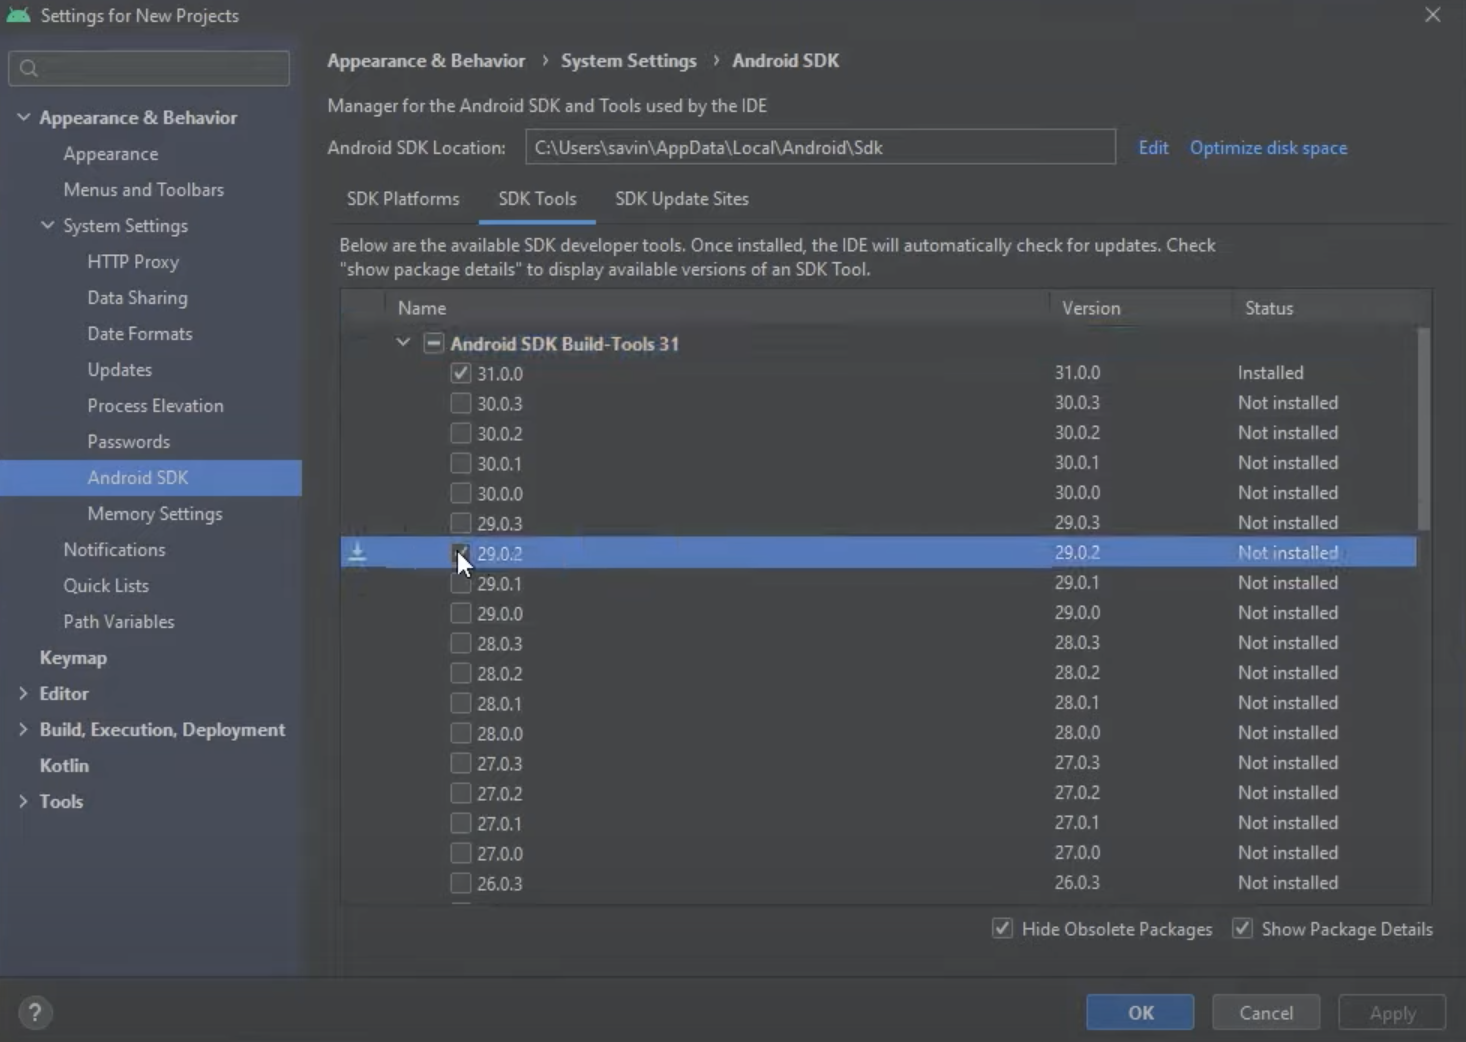 Settings for New Projects
Appearance & Behavior
Appearance
Menus and Toolbars
System Settings
HTTP Proxy
Data Sharing
Date Formats
Updates
Process Elevation
Passwords
Android SDK
Memory Settings
Notifications
Quick Lists
Path Variables
Keymap
Editor
Build, Execution, Deployment
Kotlin
Tools
Appearance & Behavior › System Settings › Android SDK
Manager for the Android SDK and Tools used by the IDE
Android SDK Location: C:\Users\savin\AppData\Local\Android\Sdk Edit Optimize disk space
SDK Platforms SDK Tools SDK Update Sites
Below are the available SDK developer tools. Once installed, the IDE will automatically check for updates. Check
"show package details" to display available versions of an SDK Tool.
Name Version Status
Android SDK Build-Tools 31
31.0.0 31.0.0 Installed
30.0.3 30.0.3 Not installed
30.0.2 30.0.2 Not installed
30.0.1 30.0.1 Not installed
30.0.0 30.0.0 Not installed
29.0.3 29.0.3 Not installed
29.0.2 29.0.2 Not installed
29.0.1 29.0.1 Not installed
29.0.0 29.0.0 Not installed
28.0.3 28.0.3 Not installed
28.0.2 28.0.2 Not installed
28.0.1 28.0.1 Not installed
28.0.0 28.0.0 Not installed
27.0.3 27.0.3 Not installed
27.0.2 27.0.2 Not installed
27.0.1 27.0.1 Not installed
27.0.0 27.0.0 Not installed
26.0.3 26.0.3 Not installed
Hide Obsolete Packages Show Package Details
? OK Cancel Apply